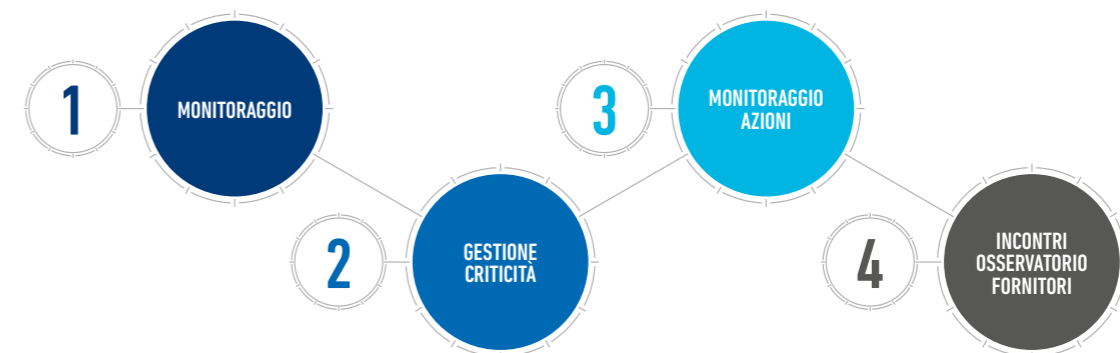 1
MONITORAGGIO
2
GESTIONE
CRITICITÀ
3
MONITORAGGIO
AZIONI
4
INCONTRI
OSSERVATORIO
FORNITORI